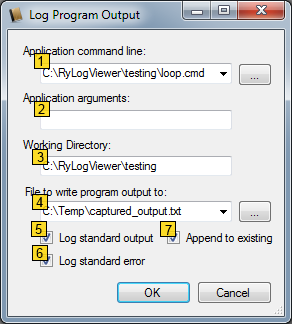 Log Program Output
Application command line:
1
C:\RyLogViewer\testing\loop.cmd
...
Application arguments:
2
Working Directory:
3
C:\RyLogViewer\testing
File to write program output to:
4
C:\Temp\captured_output.txt
...
5 Log standard output 7 Append to existing
6 Log standard error
OK Cancel